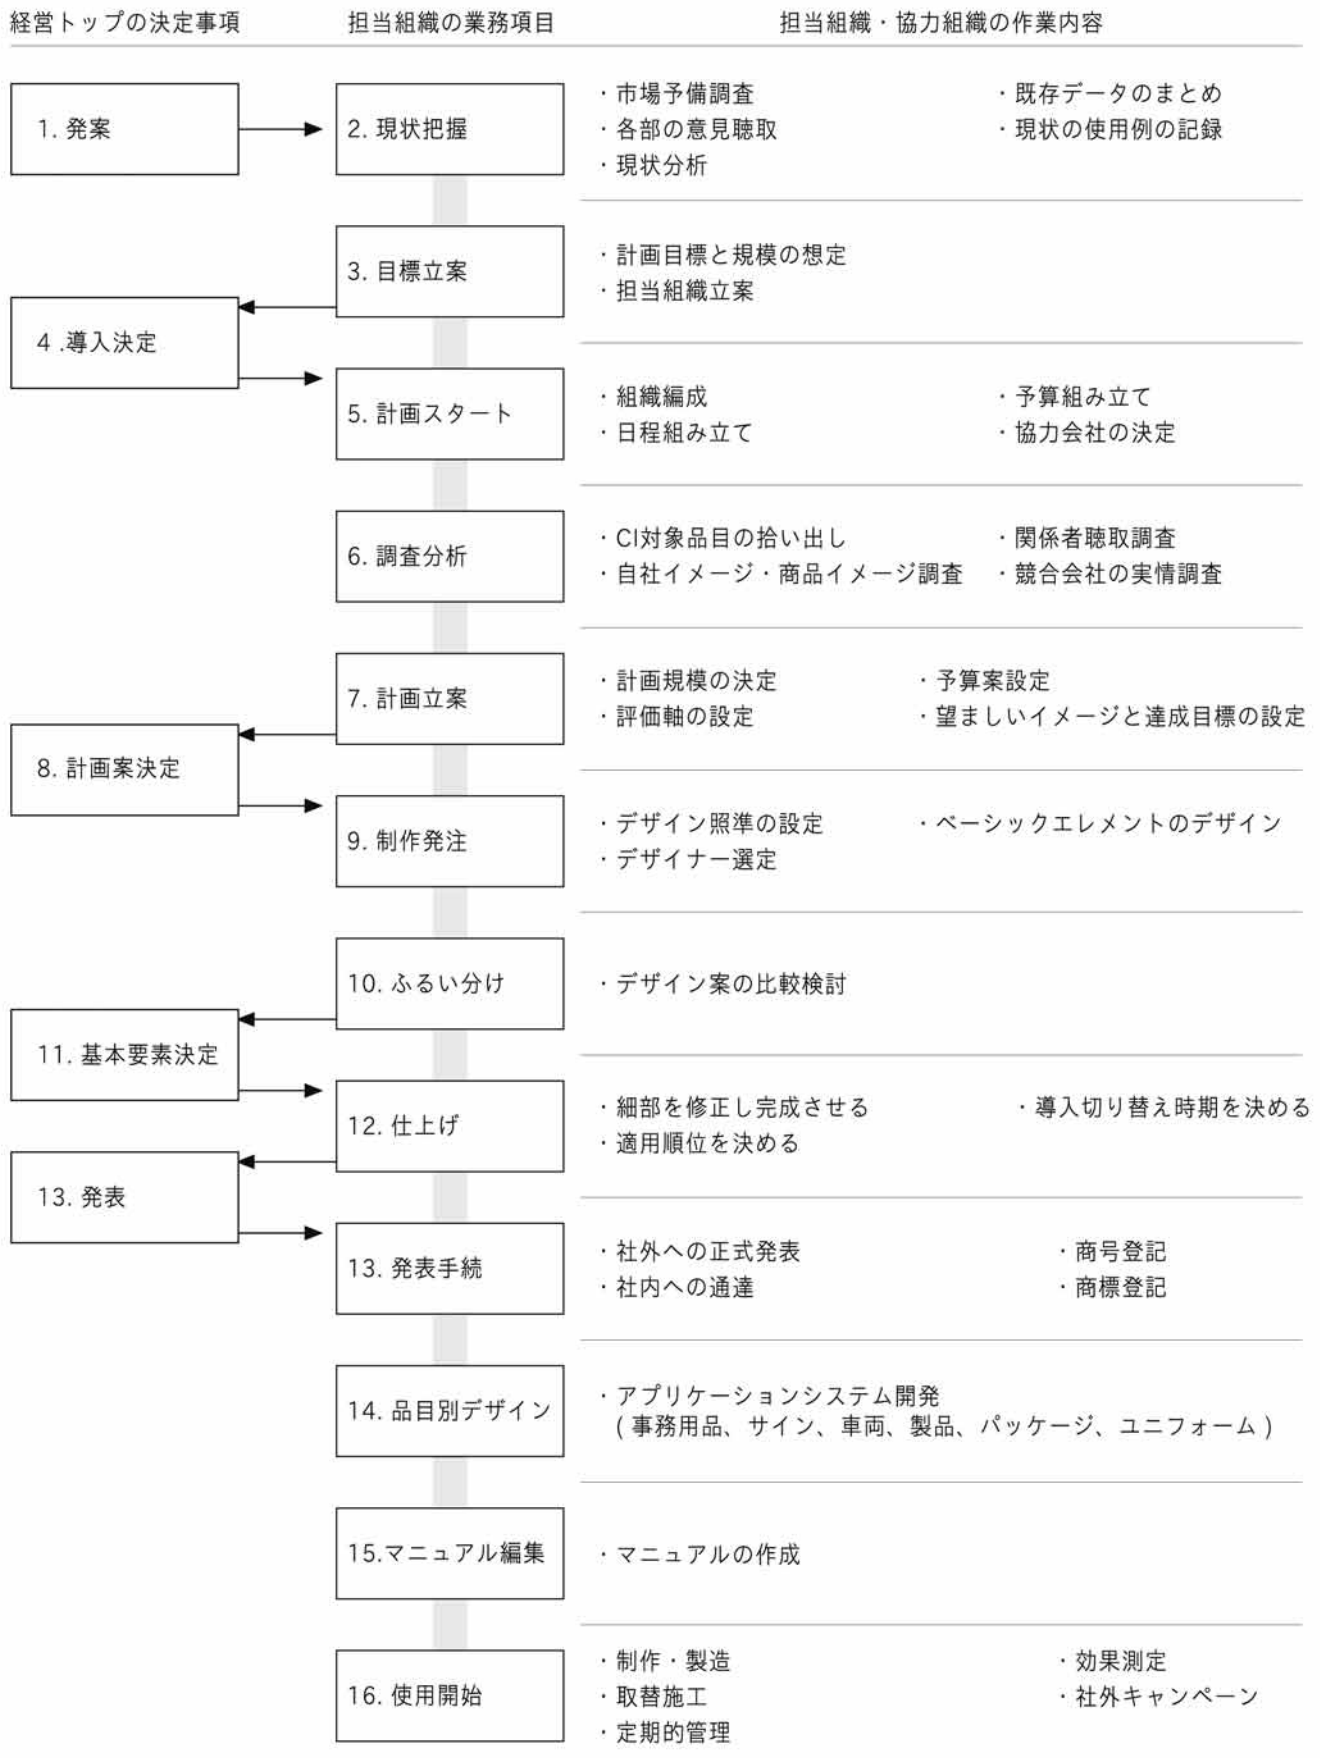 経営トップの決定事項
担当組織の業務項目
担当組織・協力組織の作業内容
1. 発案
2. 現状把握
・市場予備調査
・既存データのまとめ
・各部の意見聴取
・現状の使用例の記録
・現状分析
3. 目標立案
・計画目標と規模の想定
・担当組織立案
4 .導入決定
5. 計画スタート
・組織編成
・予算組み立て
・日程組み立て
・協力会社の決定
6. 調査分析
・CI対象品目の拾い出し
・関係者聴取調査
・自社イメージ・商品イメージ調査
・競合会社の実情調査
7. 計画立案
・計画規模の決定
・予算案設定
・評価軸の設定
・望ましいイメージと達成目標の設定
8. 計画案決定
9. 制作発注
・デザイン照準の設定
・ベーシックエレメントのデザイン
・デザイナー選定
10. ふるい分け
・デザイン案の比較検討
11. 基本要素決定
12. 仕上げ
・細部を修正し完成させる
・導入切り替え時期を決める
・適用順位を決める
13. 発表
13. 発表手続
・社外への正式発表
・商号登記
・社内への通達
・商標登記
14. 品目別デザイン
・アプリケーションシステム開発
( 事務用品、サイン、車両、製品、パッケージ、ユニフォーム )
15.マニュアル編集
・マニュアルの作成
16. 使用開始
・制作・製造
・効果測定
・取替施工
・社外キャンペーン
・定期的管理